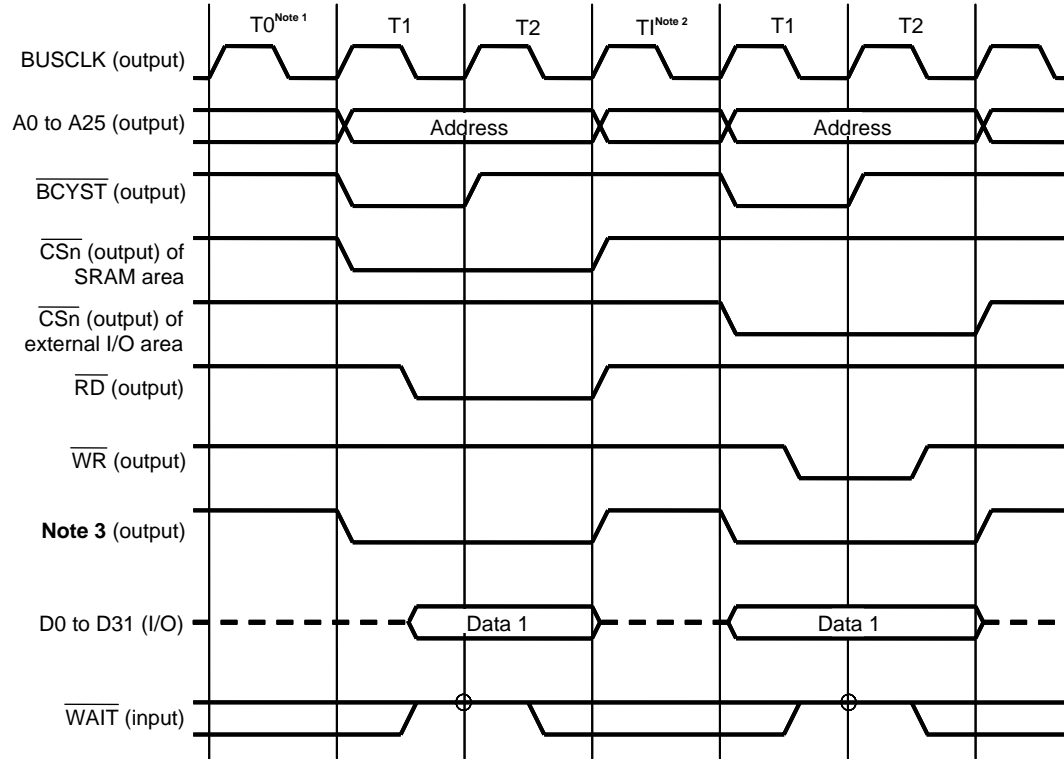 T0Note 1 T1 T2 TINote 2 T1 T2
BUSCLK (output)
A0 to A25 (output) Address Address
BCYST (output)
CSn (output) of
SRAM area
CSn (output) of
external I/O area
RD (output)
WR (output)
Note 3 (output)
D0 to D31 (I/O) Data 1 Data 1
WAIT (input)